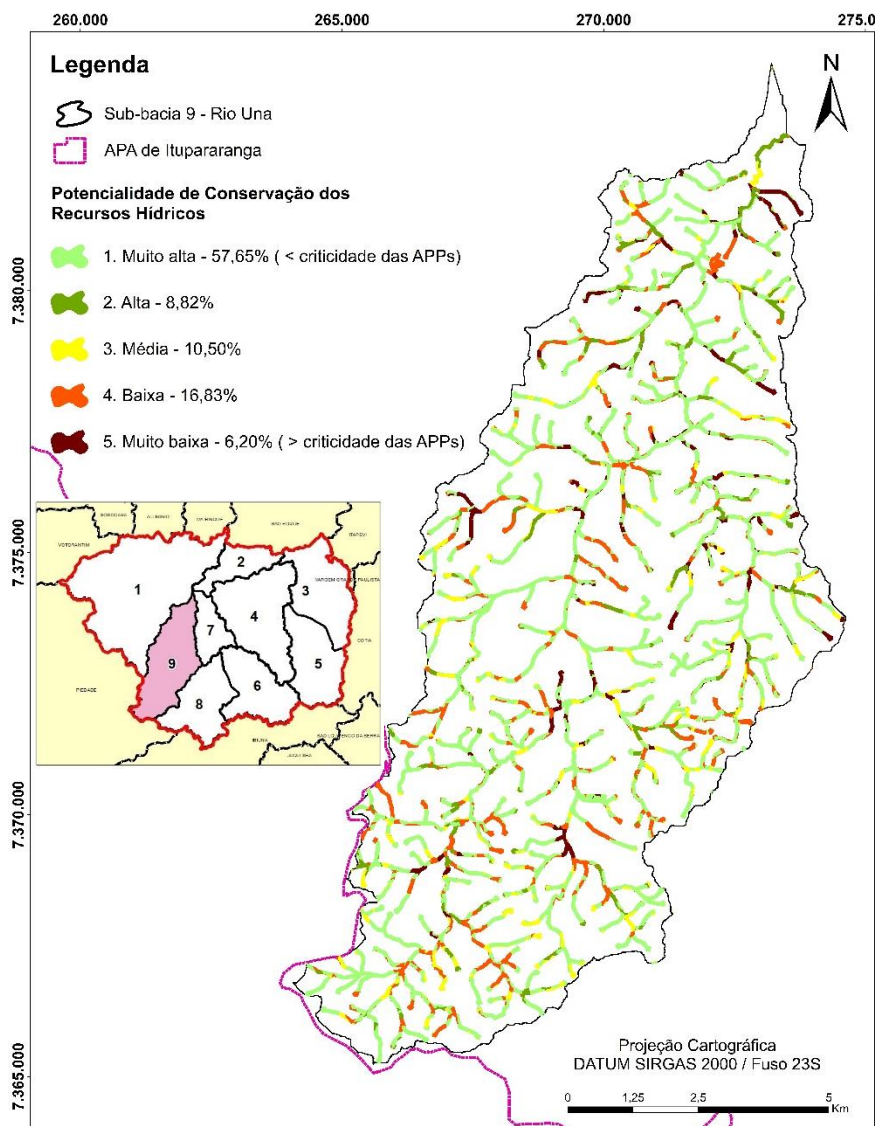 260.000 265.000 270.000 275.000
Legenda
N
Sub-bacia 9 - Rio Una
APA de Itupararanga
Potencialidade de Conservação dos
Recursos Hídricos
1. Muito alta - 57,65% ( < criticidade das APPs)
2. Alta - 8,82%
3. Média - 10,50%
4. Baixa - 16,83%
5. Muito baixa - 6,20% ( > criticidade das APPs)
7.380.000
7.375.000
7.370.000
7.365.000
VOTORANTIM
VARGEM GRANDE PAULISTA
COTIA
PIEDADE
1
2
3
4
5
6
7
8
9
Projeção Cartográfica
DATUM SIRGAS 2000 / Fuso 23S
0 1,25 2,5 5
Km